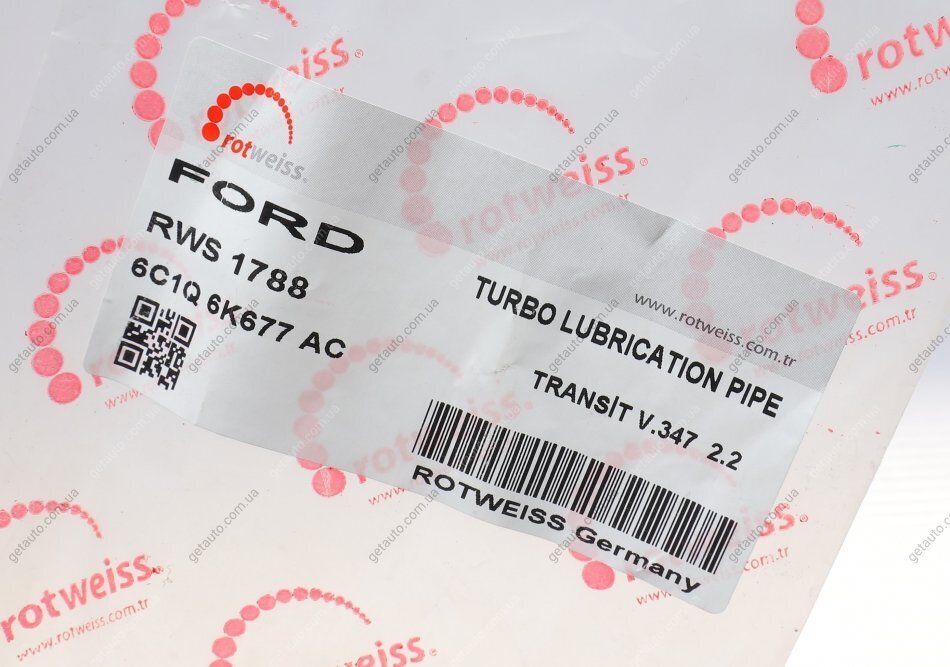 rotweiss.
FORD
RWS 1788
6C1Q 6K677 AC
www.rotweiss.com.tr
TURBO LUBRICATION PIPE
TRANSİT V.347 2.2
ROTWEISS Germany
rotweiss®
www.rotweiss.com.tr
getauto.com.ua